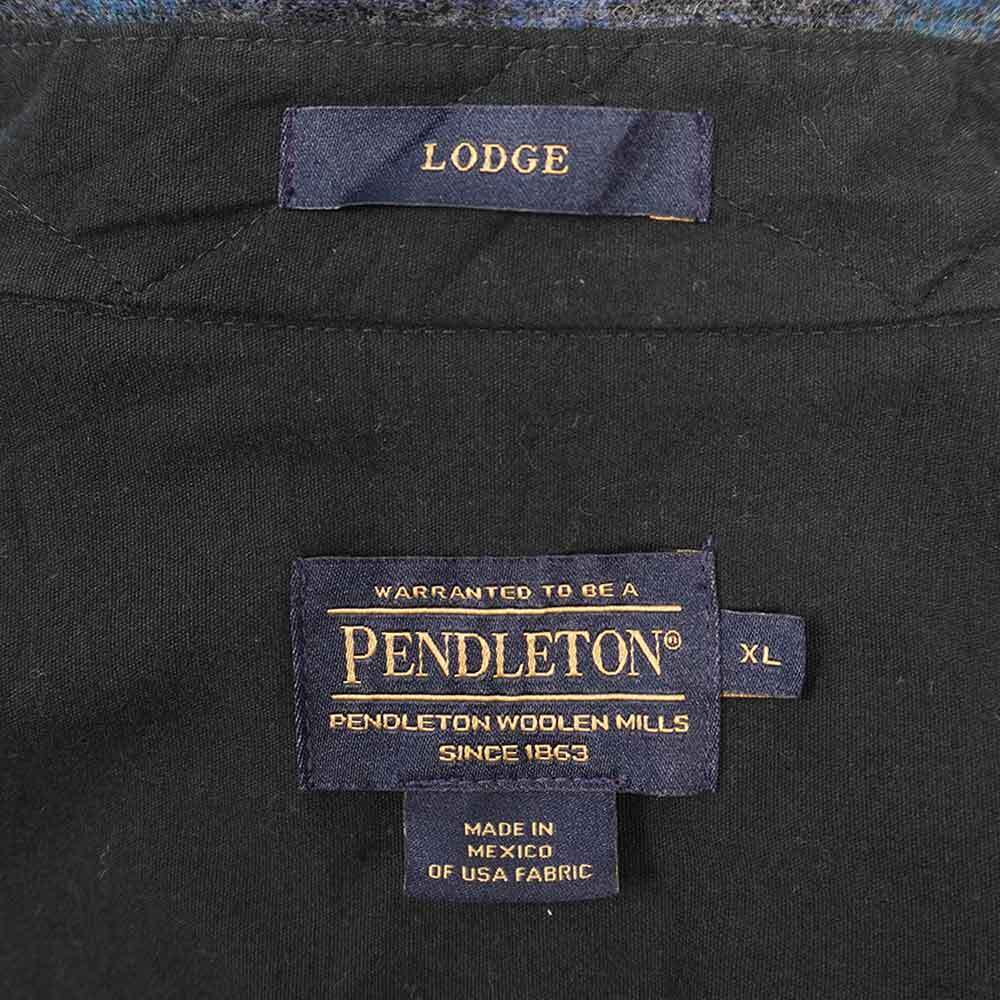 LODGE
WARRANTED TO BE A
PENDLETON®
XL
PENDLETON WOOLEN MILLS
SINCE 1863
MADE IN
MEXICO
OF USA FABRIC